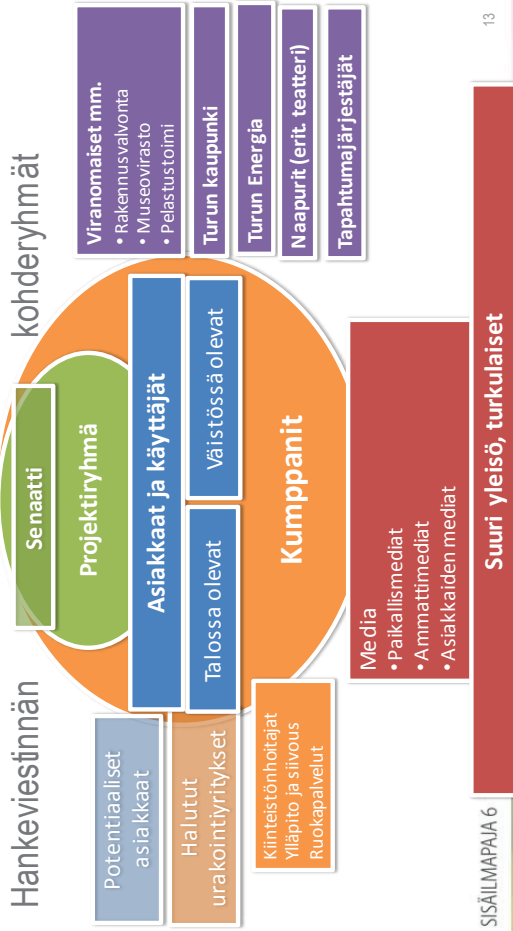 Hankeviestinnän kohderyhmät
Senaatti
Projektiryhmä
Asiakkaat ja käyttäjät
Talossa olevat
Väistössä olevat
Kumppanit
Potentiaaliset
asiakkaat
Halutut
urakointiyritykset
Kiinteistönhoitajat
Ylläpito ja siivous
Ruokapalvelut
Viranomaiset mm.
• Rakennusvalvonta
• Museovirasto
• Pelastustoimi
Turun kaupunki
Turun Energia
Naapurit (erit. teatteri)
Tapahtumajärjestäjät
Media
• Paikallismediat
• Ammattimediat
• Asiakkaiden mediat
Suuri yleisö, turkulaiset
SISÄILMAPAJA 6
13